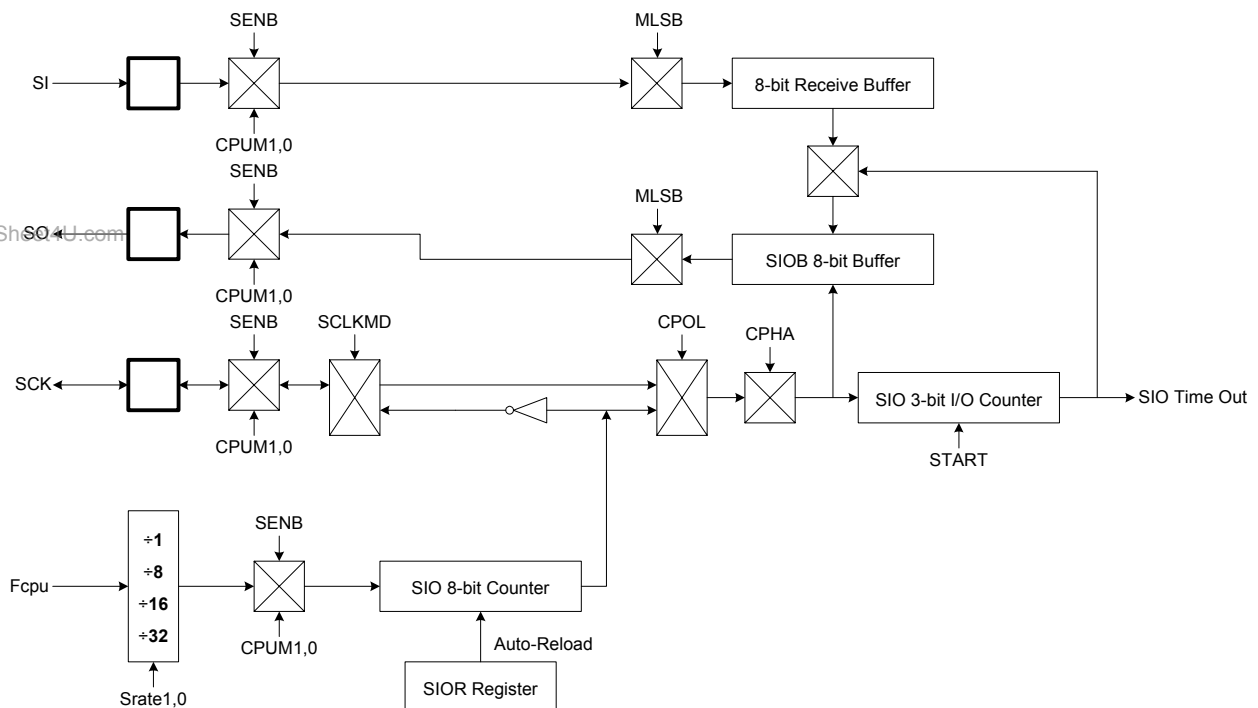 SENB
MLSB
SI
8-bit Receive Buffer
CPUM1,0
SENB
MLSB
Sheet4U.com
SO
SIOB 8-bit Buffer
CPUM1,0
SENB
SCLKMD
CPOL
CPHA
SCK
SIO 3-bit I/O Counter
SIO Time Out
CPUM1,0
START
SENB
÷1
÷8
÷16
÷32
Fcpu
SIO 8-bit Counter
CPUM1,0
Auto-Reload
SIOR Register
Srate1,0